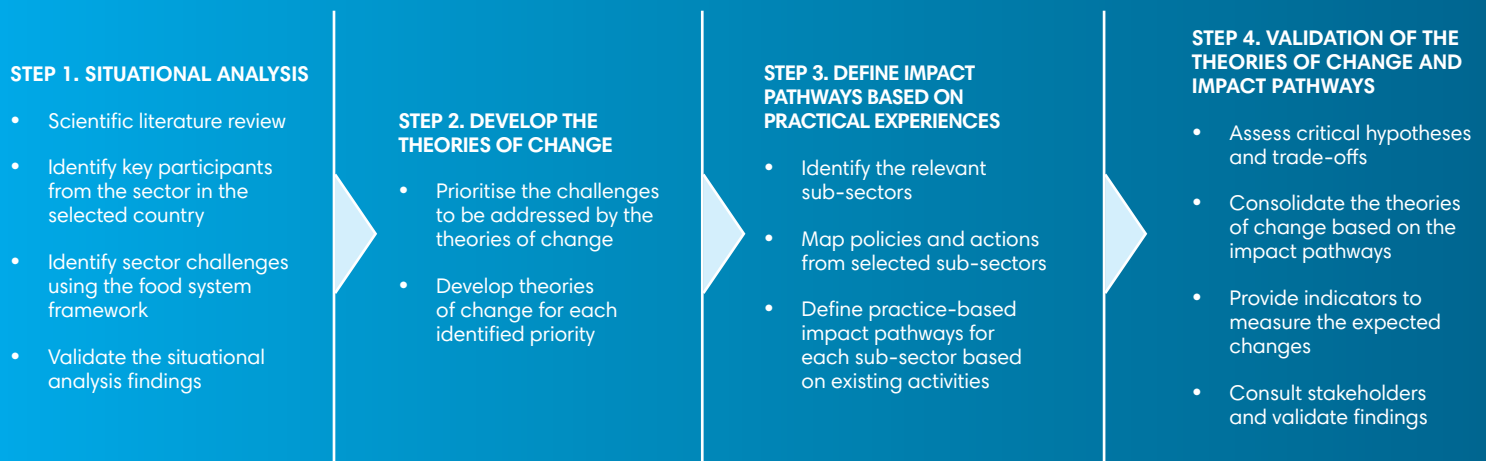 STEP 1. SITUATIONAL ANALYSIS
• Scientific literature review
• Identify key participants
from the sector in the
selected country
• Identify sector challenges
using the food system
framework
• Validate the situational
analysis findings
STEP 2. DEVELOP THE
THEORIES OF CHANGE
• Prioritise the challenges
to be addressed by the
theories of change
• Develop theories
of change for each
identified priority
STEP 3. DEFINE IMPACT
PATHWAYS BASED ON
PRACTICAL EXPERIENCES
• Identify the relevant
sub-sectors
• Map policies and actions
from selected sub-sectors
• Define practice-based
impact pathways for
each sub-sector based
on existing activities
STEP 4. VALIDATION OF THE
THEORIES OF CHANGE AND
IMPACT PATHWAYS
• Assess critical hypotheses
and trade-offs
• Consolidate the theories
of change based on the
impact pathways
• Provide indicators to
measure the expected
changes
• Consult stakeholders
and validate findings